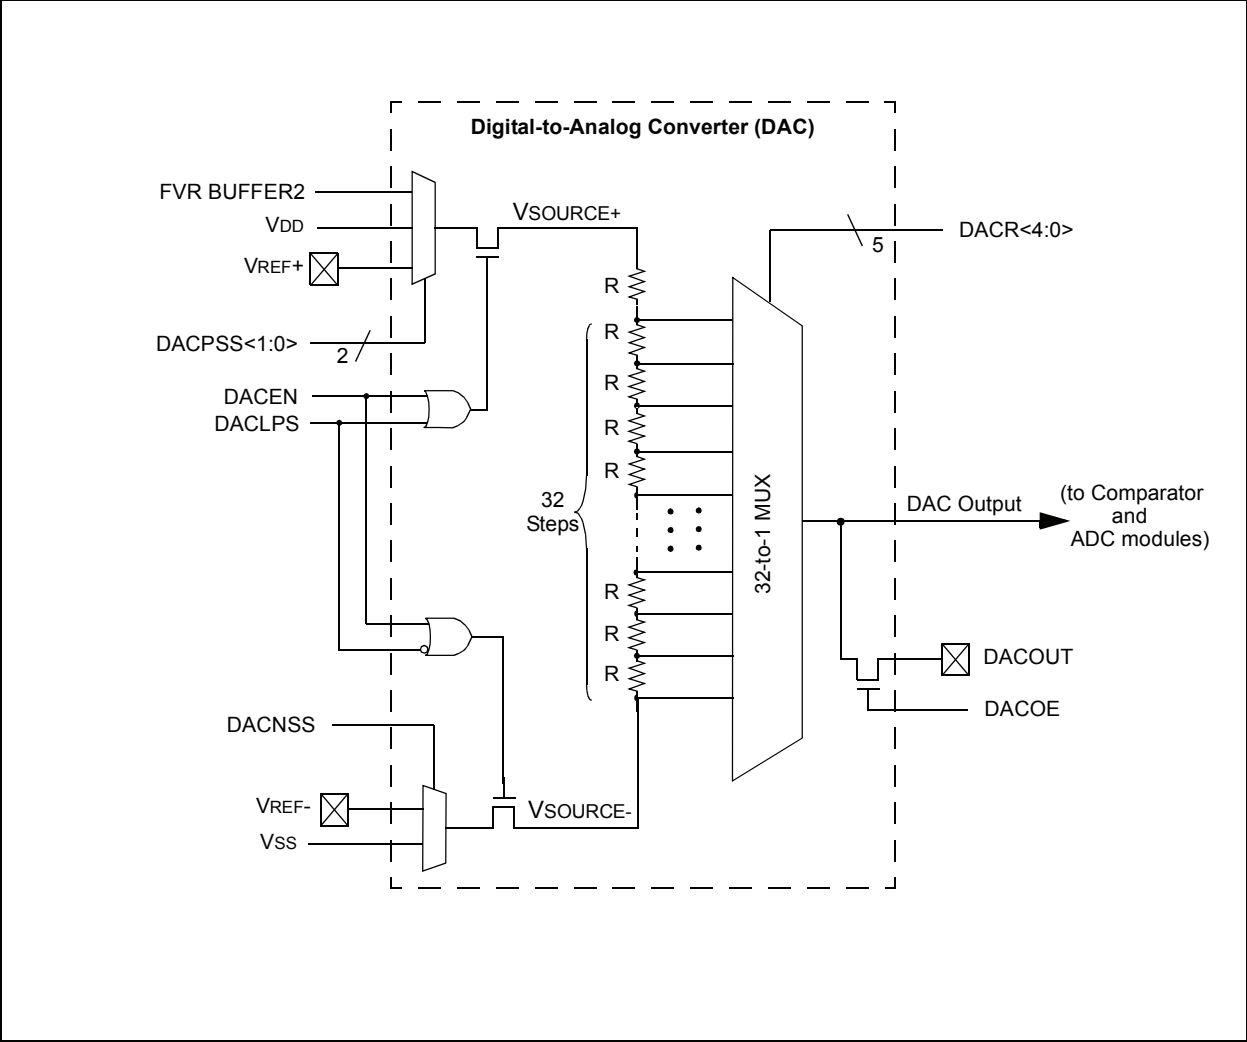 Digital-to-Analog Converter (DAC)
FVR BUFFER2
VDD
VREF+
DACPSS<1:0>
2
DACEN
DACLPS
VSOURCE+
R
R
R
R
R
32
Steps
R
R
R
32-to-1 MUX
5
DACR<4:0>
DAC Output
(to Comparator
and
ADC modules)
DACOUT
DACOE
DACNSS
VREF-
VSS
VSOURCE-